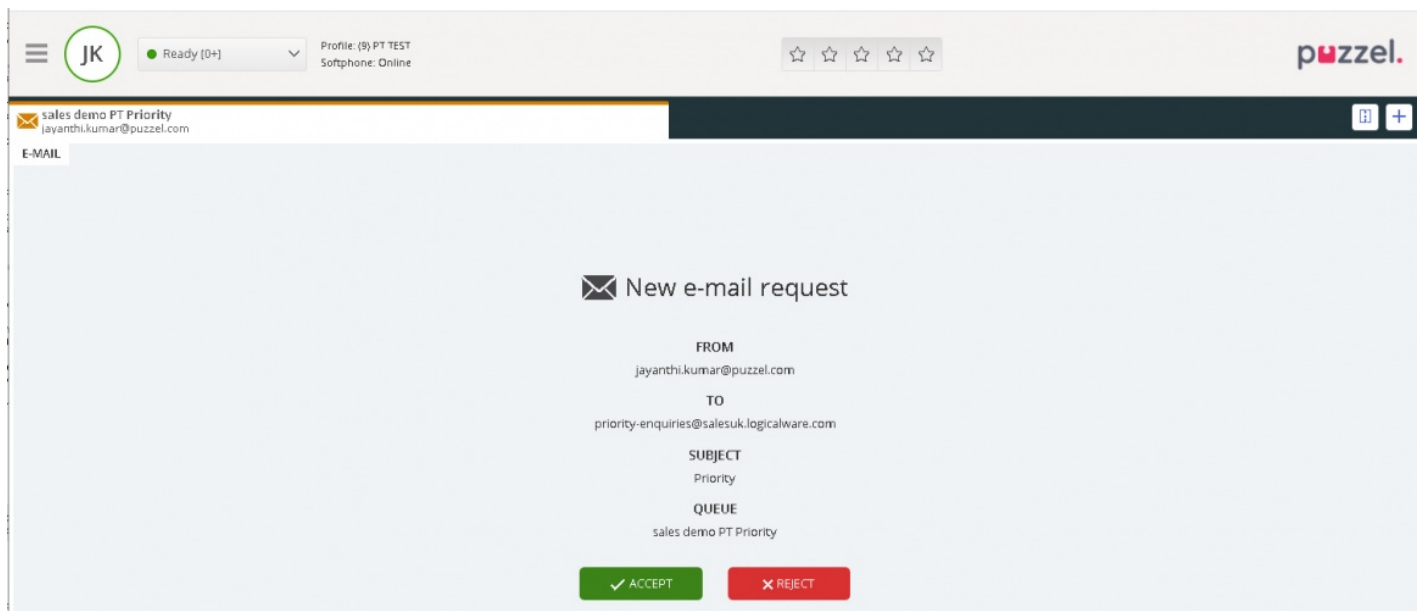 JK
Ready [0+]
Profile: (9) PT TEST
Softphone: Online
puzzel.
sales demo PT Priority
jayanthi.kumar@puzzel.com
E-MAIL
New e-mail request
FROM
jayanthi.kumar@puzzel.com
TO
priority-enquiries@salesuk.logicalware.com
SUBJECT
Priority
QUEUE
sales demo PT Priority
ACCEPT
REJECT